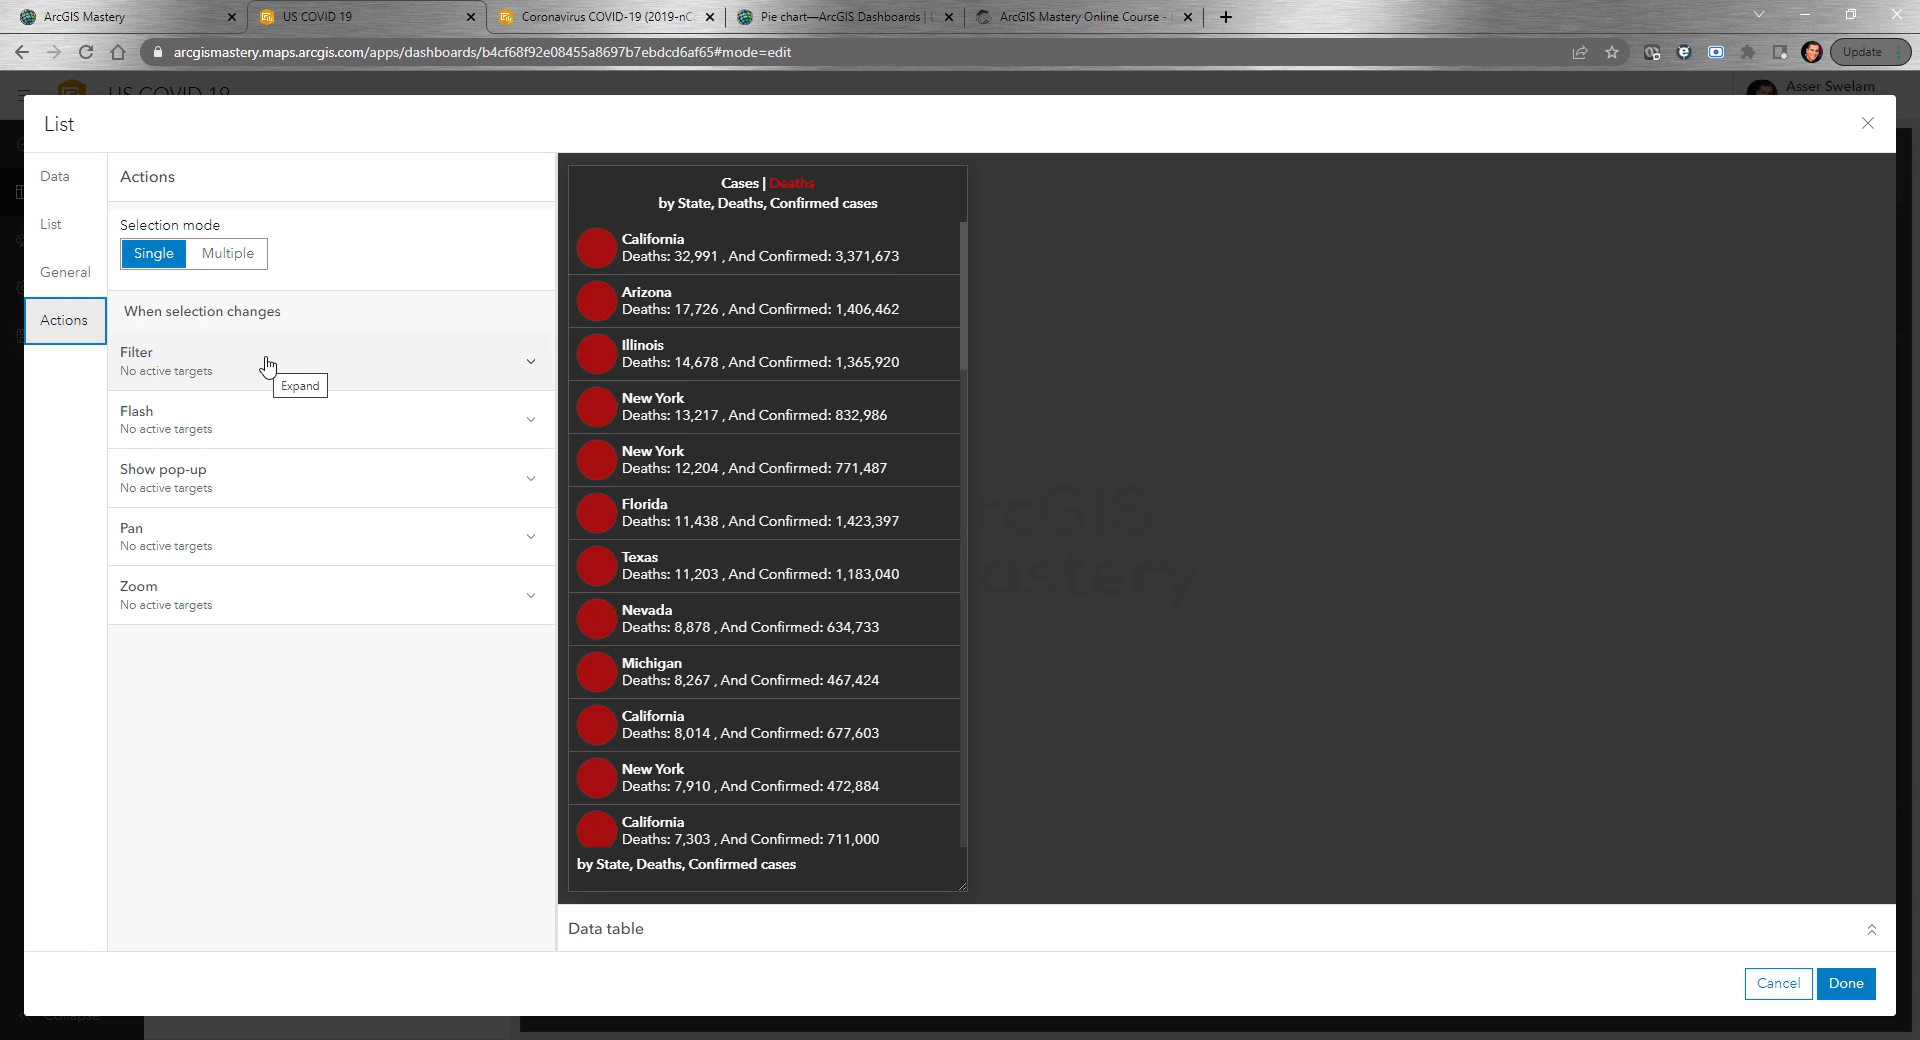 ArcGIS Mastery
US COVID 19
Coronavirus COVID-19 (2019-nC
Pie chart—ArcGIS Dashboards | D
ArcGIS Mastery Online Course -
arcgismastery.maps.arcgis.com/apps/dashboards/b4cf68f92e08455a8697b7ebdcd6af65#mode=edit
Update
US COVID 19
Asser Swelam
List
Data
List
General
Actions
Actions
Selection mode
Single
Multiple
When selection changes
Filter
No active targets
Expand
Flash
No active targets
Show pop-up
No active targets
Pan
No active targets
Zoom
No active targets
Cases | Deaths
by State, Deaths, Confirmed cases
California
Deaths: 32,991 , And Confirmed: 3,371,673
Arizona
Deaths: 17,726 , And Confirmed: 1,406,462
Illinois
Deaths: 14,678 , And Confirmed: 1,365,920
New York
Deaths: 13,217 , And Confirmed: 832,986
New York
Deaths: 12,204 , And Confirmed: 771,487
Florida
Deaths: 11,438 , And Confirmed: 1,423,397
Texas
Deaths: 11,203 , And Confirmed: 1,183,040
Nevada
Deaths: 8,878 , And Confirmed: 634,733
Michigan
Deaths: 8,267 , And Confirmed: 467,424
California
Deaths: 8,014 , And Confirmed: 677,603
New York
Deaths: 7,910 , And Confirmed: 472,884
California
Deaths: 7,303 , And Confirmed: 711,000
by State, Deaths, Confirmed cases
rcGIS
astery
Data table
Cancel
Done
Collapse